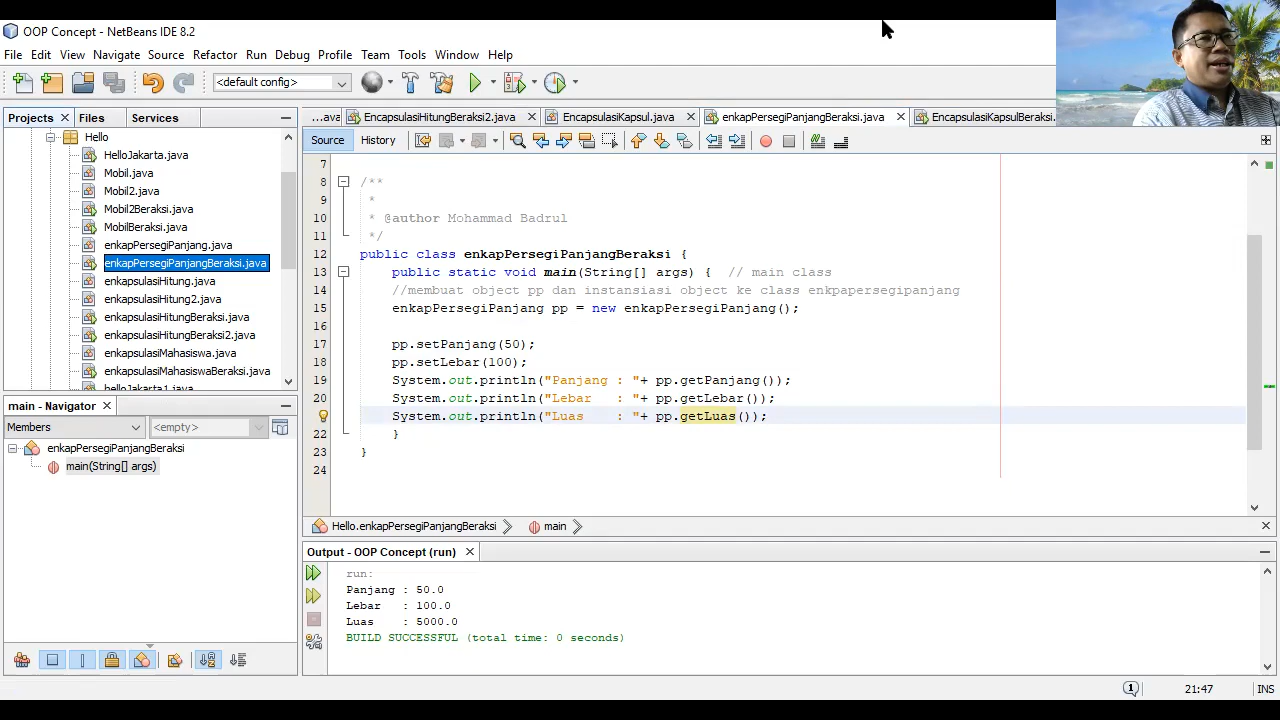 OOP Concept - NetBeans IDE 8.2
File Edit View Navigate Source Refactor Run Debug Profile Team Tools Window Help
<default config>
Projects Files Services
...ava EncapsulasiHitungBeraksi2.java EncapsulasiKapsul.java enkapPersegiPanjangBeraksi.java EncapsulasiKapsulBeraksi.
Source History
Hello
HelloJakarta.java
Mobil.java
Mobil2.java
Mobil2Beraksi.java
MobilBeraksi.java
enkapPersegiPanjang.java
enkapPersegiPanjangBeraksi.java
enkapsulasiHitung.java
enkapsulasiHitung2.java
enkapsulasiHitungBeraksi.java
enkapsulasiHitungBeraksi2.java
enkapsulasiMahasiswa.java
enkapsulasiMahasiswaBeraksi.java
helloJakarta1.java
7
8 /**
9 *
10 * @author Mohammad Badrul
11 */
12 public class enkapPersegiPanjangBeraksi {
13 public static void main(String[] args) { // main class
14 //membuat object pp dan instansiasi object ke class enkpapersegipanjang
15 enkapPersegiPanjang pp = new enkapPersegiPanjang();
16
17 pp.setPanjang(50);
18 pp.setLebar(100);
19 System.out.println("Panjang : "+ pp.getPanjang());
20 System.out.println("Lebar   : "+ pp.getLebar());
System.out.println("Luas    : "+ pp.getLuas());
22 }
23 }
24
main - Navigator
Members <empty>
enkapPersegiPanjangBeraksi
main(String[] args)
Hello.enkapPersegiPanjangBeraksi main
Output - OOP Concept (run)
run:
Panjang : 50.0
Lebar   : 100.0
Luas    : 5000.0
BUILD SUCCESSFUL (total time: 0 seconds)
1 21:47 INS